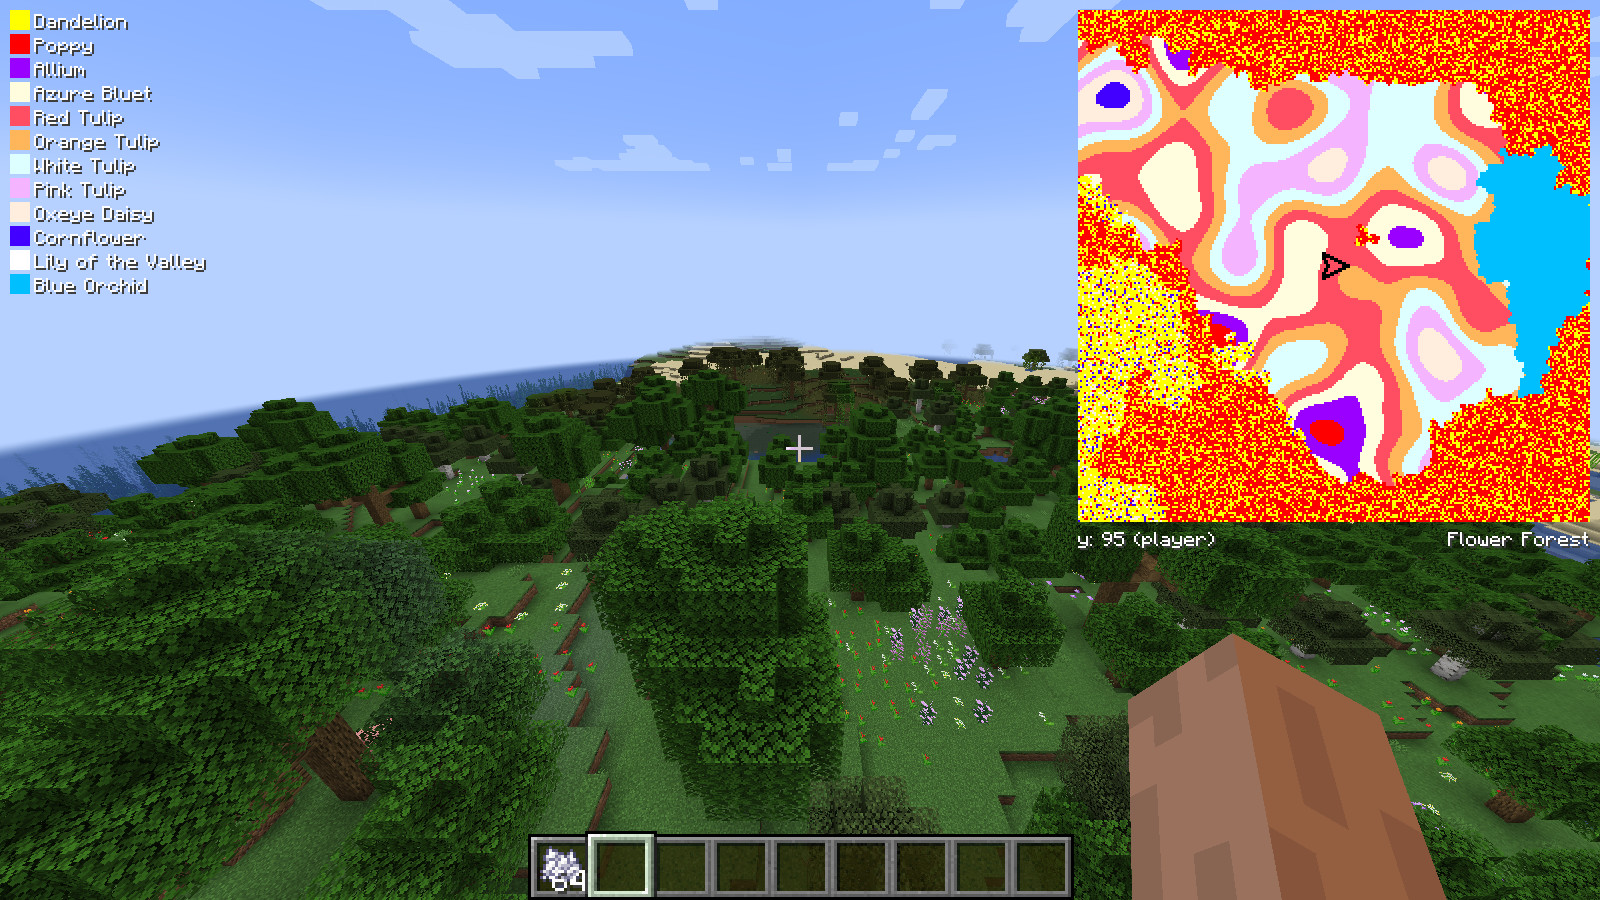 Dandelion
Poppy
Allium
Azure Bluet
Red Tulip
Orange Tulip
White Tulip
Pink Tulip
Oxeye Daisy
Cornflower
Lily of the Valley
Blue Orchid
y: 95 (player)
Flower Forest